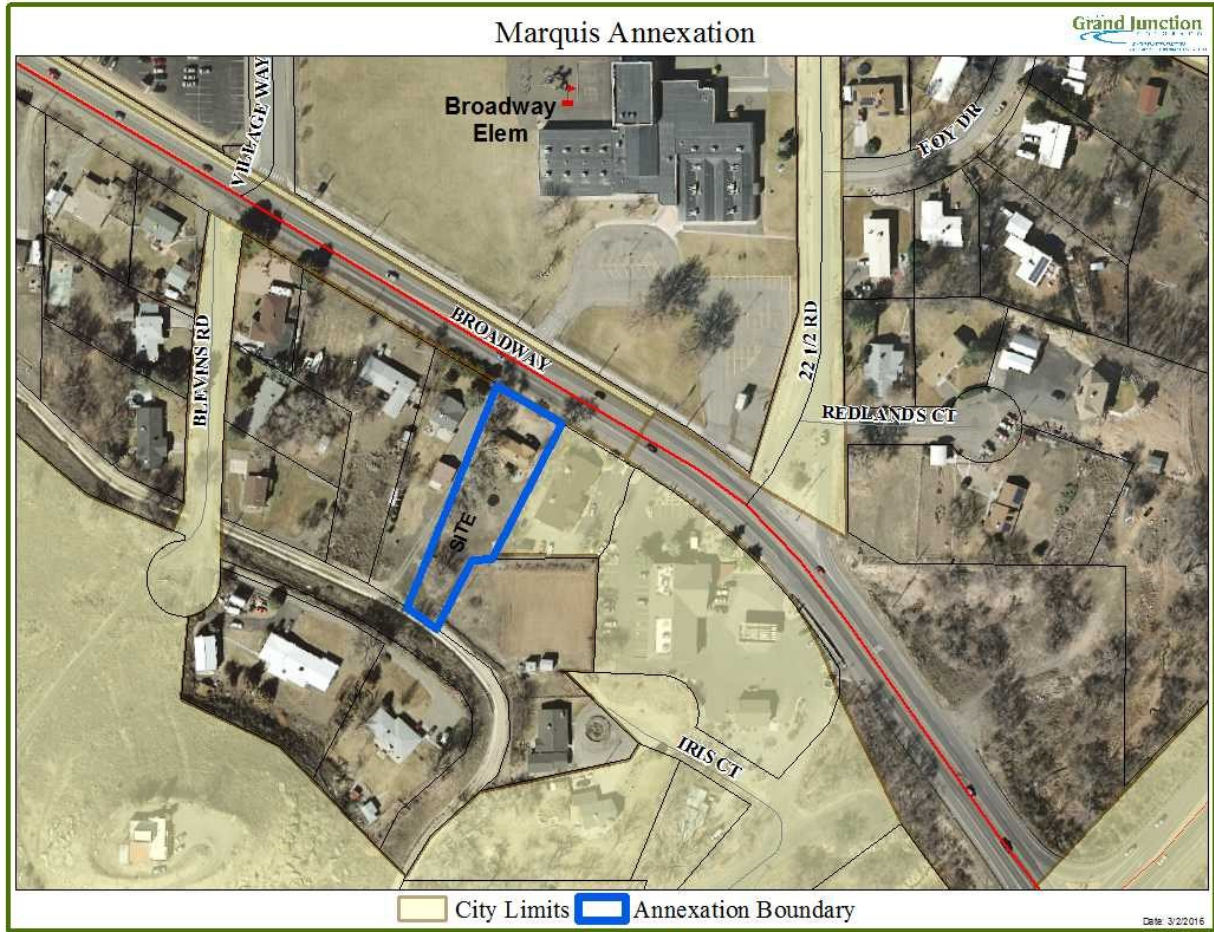 Marquis Annexation
Grand Junction
COLORADO
Broadway
Elem
VILLAGE WAY
FOY DR
BLEVINS RD
BROADWAY
22 1/2 RD
REDLANDS CT
SITE
IRIS CT
City Limits
Annexation Boundary
Date: 3/2/2016